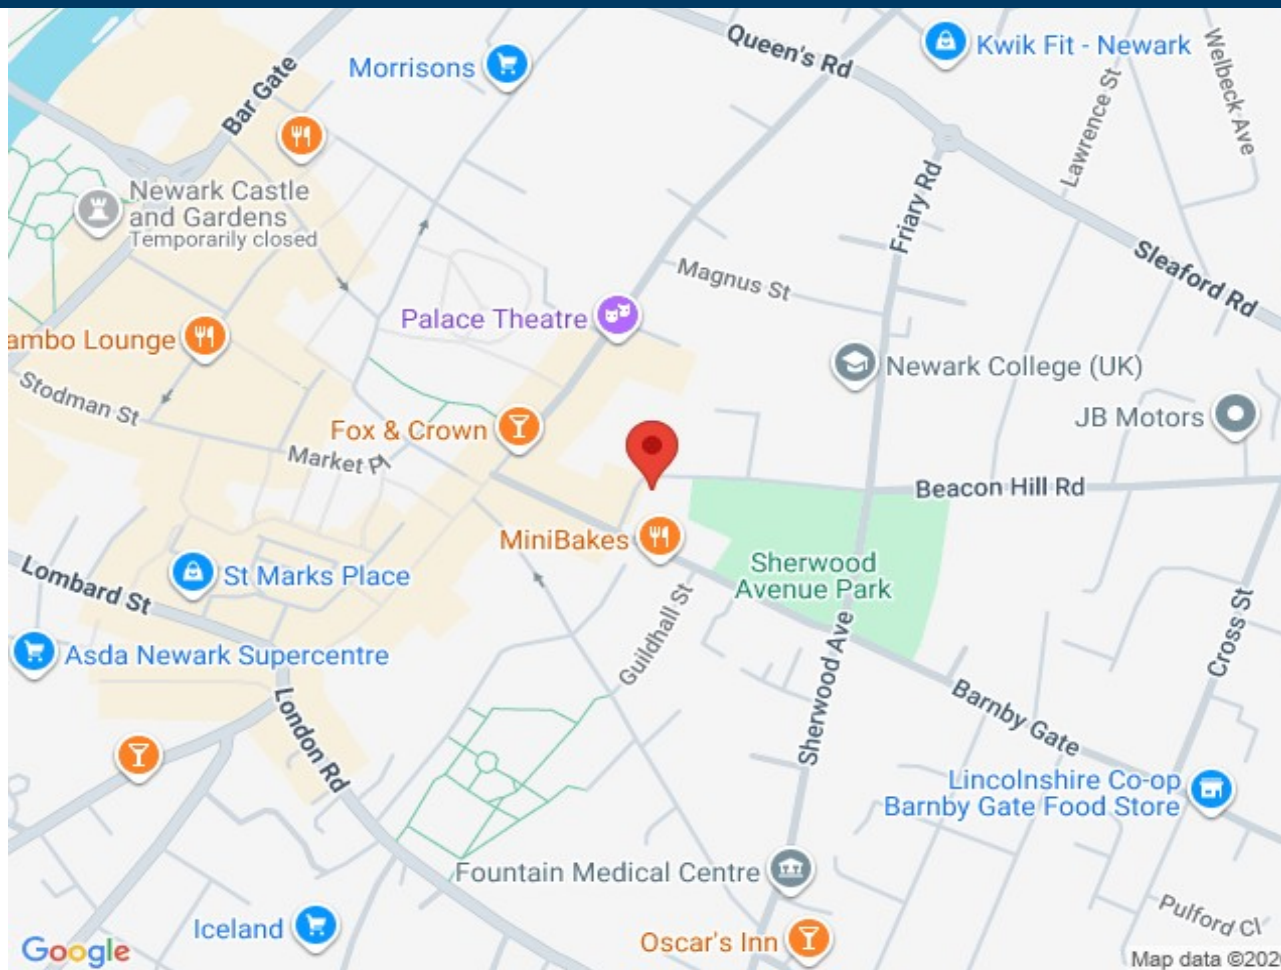 Queen's Rd
Kwik Fit - Newark
Welbeck Ave
Morrisons
Bar Gate
Lawrence St
Newark Castle
and Gardens
Temporarily closed
Friary Rd
Sleaford Rd
Magnus St
Palace Theatre
ambo Lounge
Newark College (UK)
Stodman St
JB Motors
Fox & Crown
Market Pl
Beacon Hill Rd
MiniBakes
Sherwood
Avenue Park
St Marks Place
Lombard St
Guildhall St
Cross St
Asda Newark Supercentre
Sherwood Ave
Barnby Gate
London Rd
Lincolnshire Co-op
Barnby Gate Food Store
Fountain Medical Centre
Pulford Cl
Iceland
Oscar's Inn
Google
Map data ©202